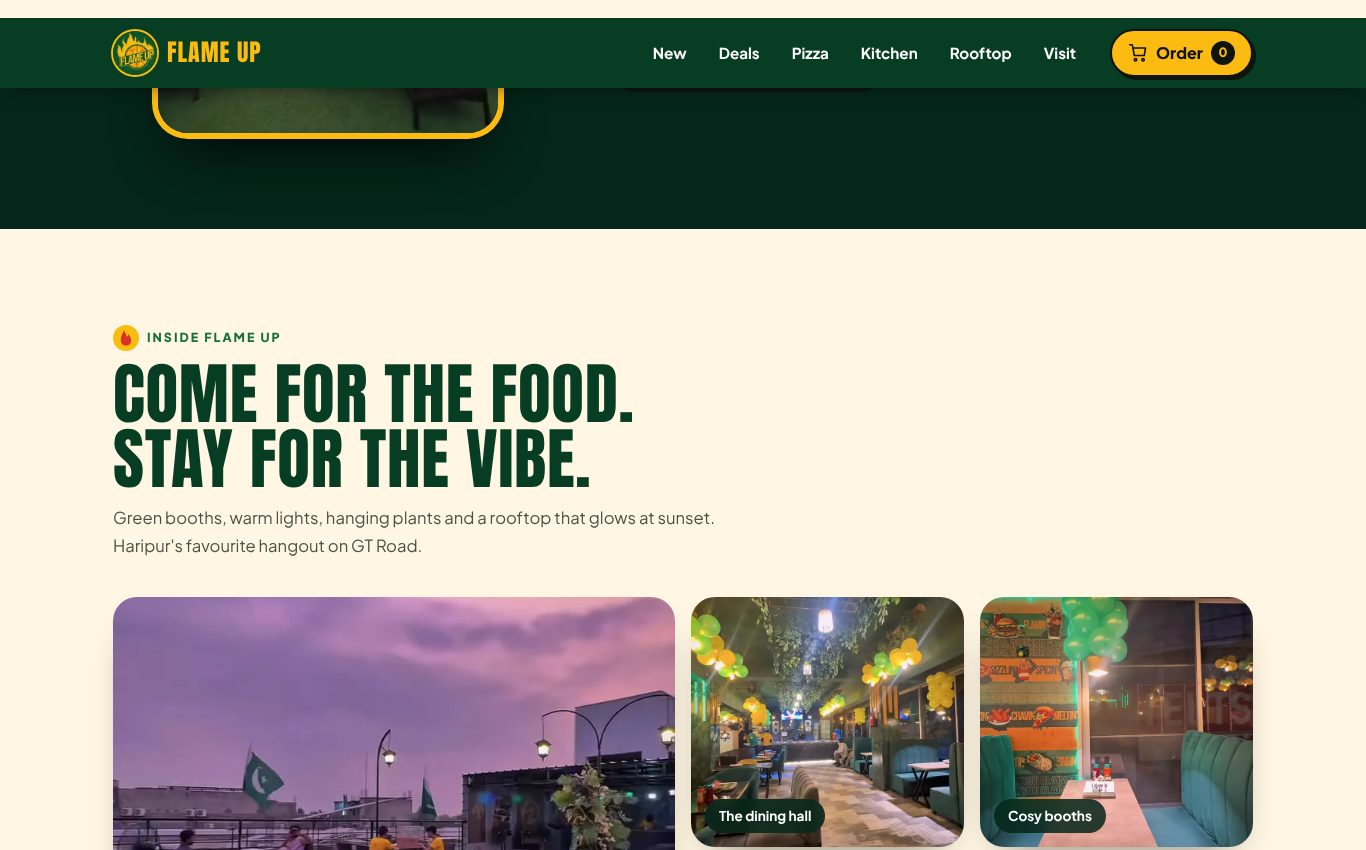 FLAME UP
FLAME UP
New
Deals
Pizza
Kitchen
Rooftop
Visit
Order
0
INSIDE FLAME UP
COME FOR THE FOOD.
STAY FOR THE VIBE.
Green booths, warm lights, hanging plants and a rooftop that glows at sunset.
Haripur's favourite hangout on GT Road.
The dining hall
Cosy booths